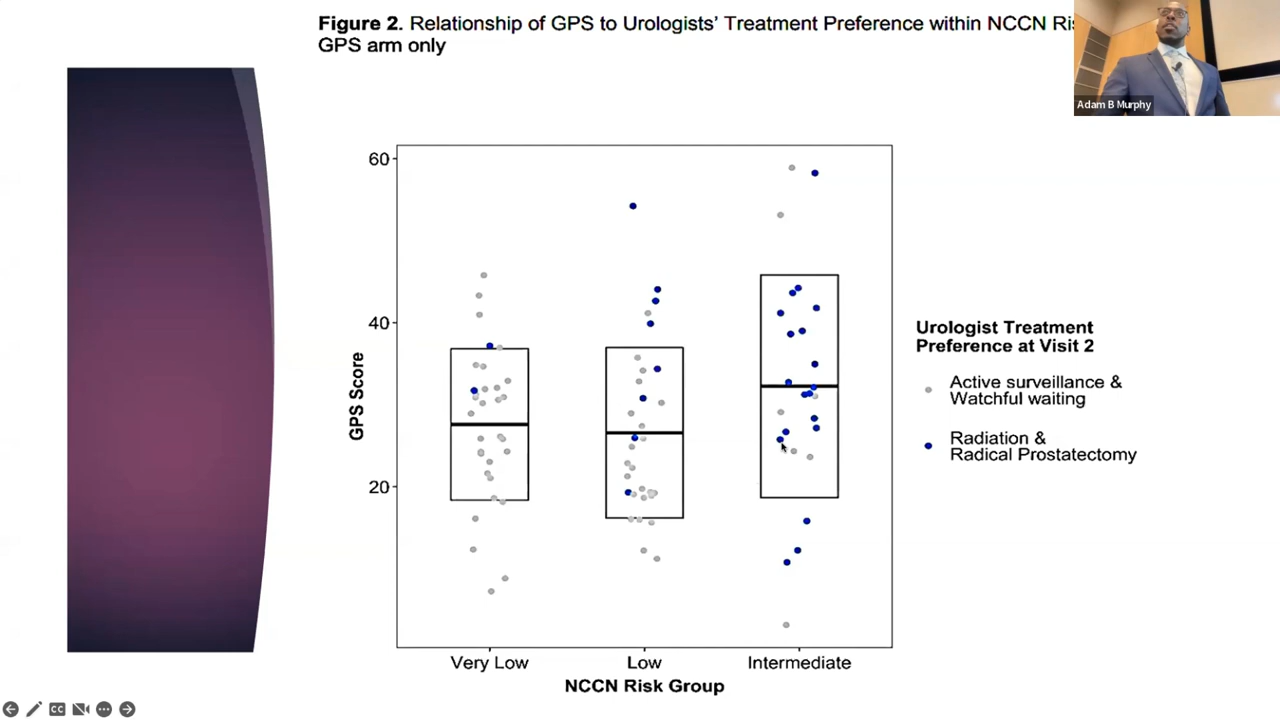 Figure 2. Relationship of GPS to Urologists' Treatment Preference within NCCN
GPS arm only
Adam B Murphy
60
40
20
GPS Score
Very Low
Low
Intermediate
NCCN Risk Group
Urologist Treatment
Preference at Visit 2
Active surveillance &
Watchful waiting
Radiation &
Radical Prostatectomy
CC